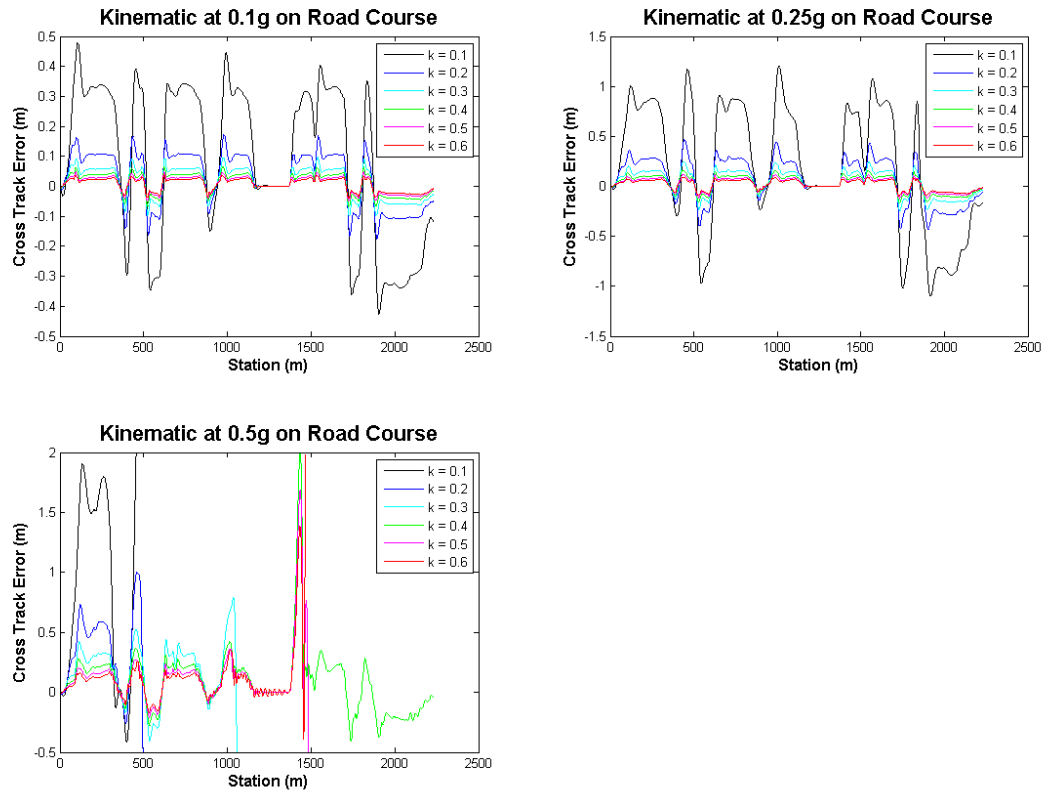 Kinematic at 0.1g on Road Course
0.5
0.4
0.3
0.2
0.1
0
-0.1
-0.2
-0.3
-0.4
-0.5
Cross Track Error (m)
k = 0.1
k = 0.2
k = 0.3
k = 0.4
k = 0.5
k = 0.6
0
500
1000
1500
2000
2500
Station (m)
Kinematic at 0.25g on Road Course
1.5
1
0.5
0
-0.5
-1
-1.5
Cross Track Error (m)
k = 0.1
k = 0.2
k = 0.3
k = 0.4
k = 0.5
k = 0.6
0
500
1000
1500
2000
2500
Station (m)
Kinematic at 0.5g on Road Course
2
1.5
1
0.5
0
-0.5
Cross Track Error (m)
k = 0.1
k = 0.2
k = 0.3
k = 0.4
k = 0.5
k = 0.6
0
500
1000
1500
2000
2500
Station (m)